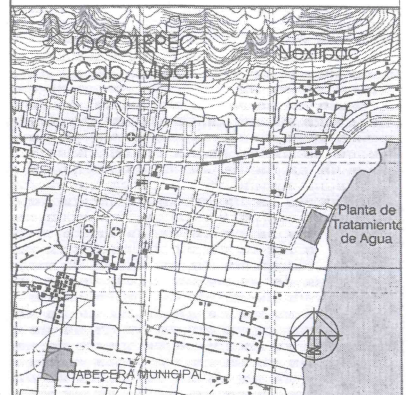 JOCOTEPEC
(Cab. Mpal.)
Nextipac
Planta de
Tratamiento
de Agua
CABECERA MUNICIPAL